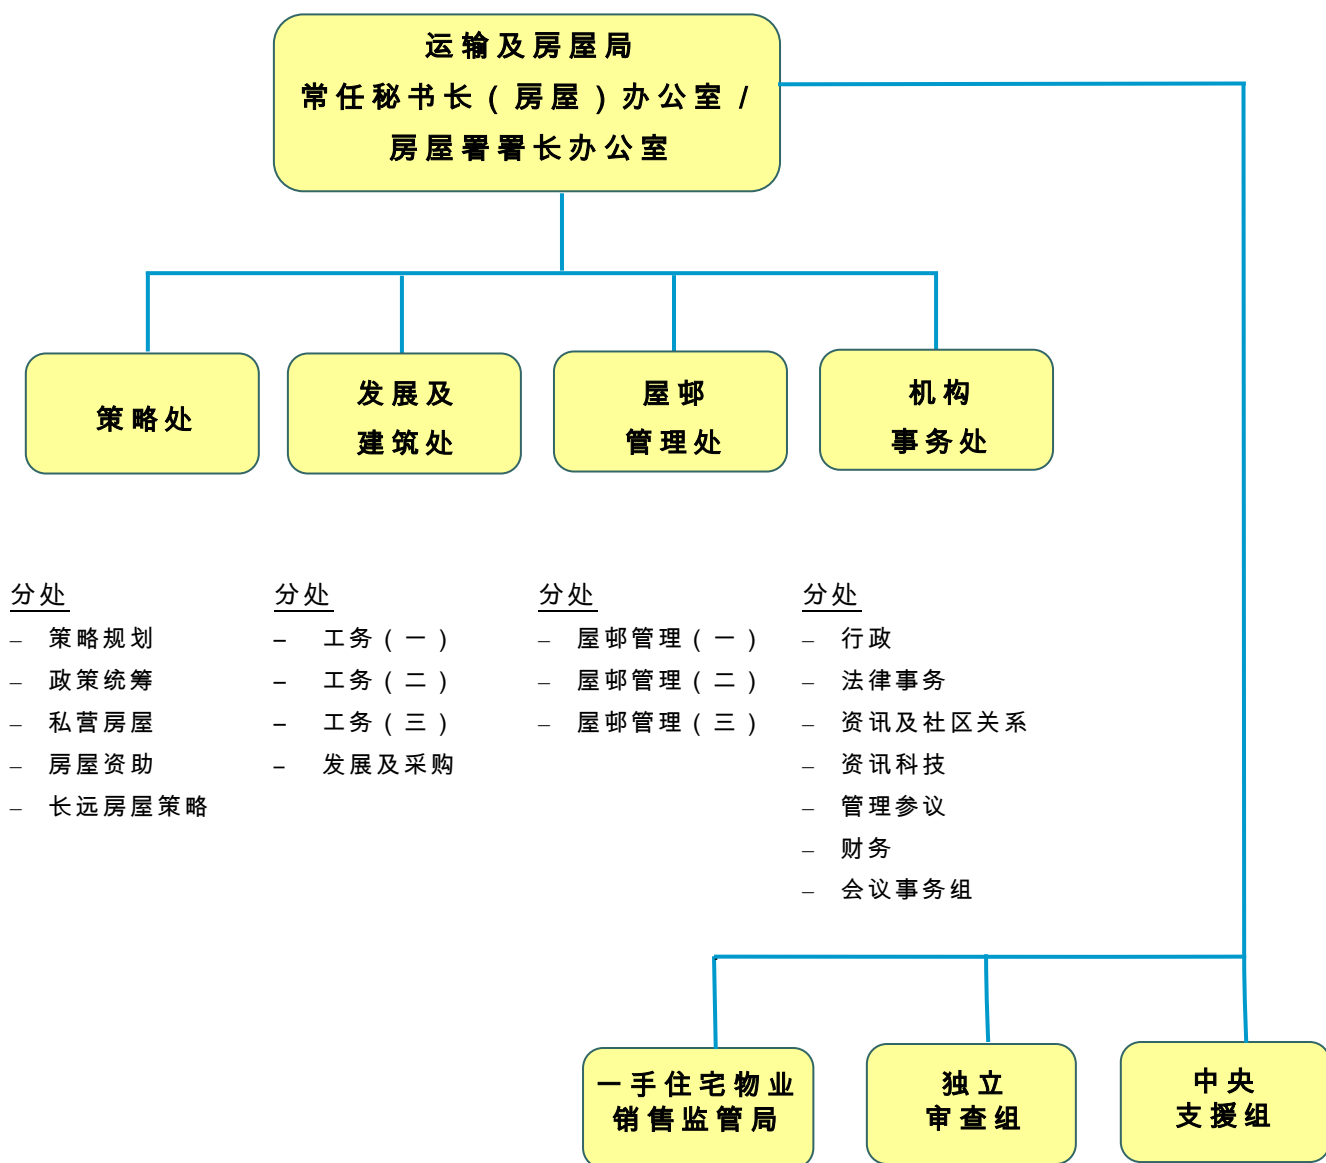 运输及房屋局
常任秘书长（房屋）办公室 /
房屋署署长办公室
策略处
发展及
建筑处
屋邨
管理处
机构
事务处
分处
– 策略规划
– 政策统筹
– 私营房屋
– 房屋资助
– 长远房屋策略
分处
– 工务（一）
– 工务（二）
– 工务（三）
– 发展及采购
分处
– 屋邨管理（一）
– 屋邨管理（二）
– 屋邨管理（三）
分处
– 行政
– 法律事务
– 资讯及社区关系
– 资讯科技
– 管理参议
– 财务
– 会议事务组
一手住宅物业
销售监管局
独立
审查组
中央
支援组